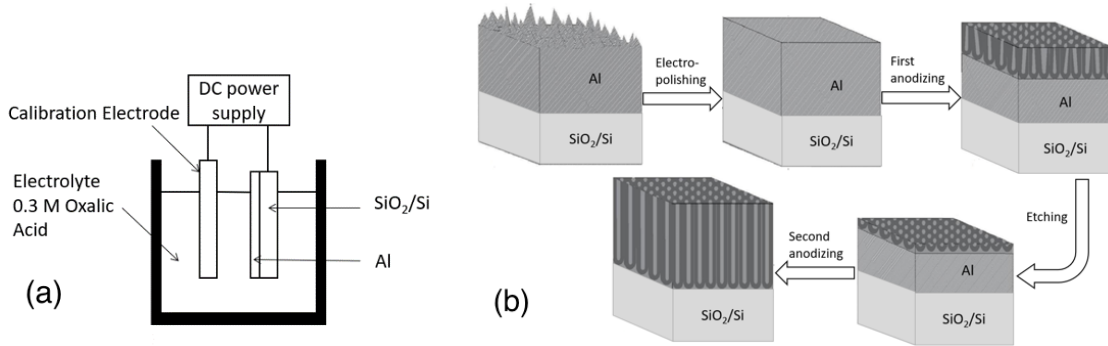 DC power
supply
Calibration Electrode
Electrolyte
0.3 M Oxalic
Acid
SiO₂/Si
Al
(a)
Al
SiO₂/Si
Electro-
polishing
Al
SiO₂/Si
First
anodizing
Al
SiO₂/Si
Etching
Al
SiO₂/Si
Second
anodizing
SiO₂/Si
(b)